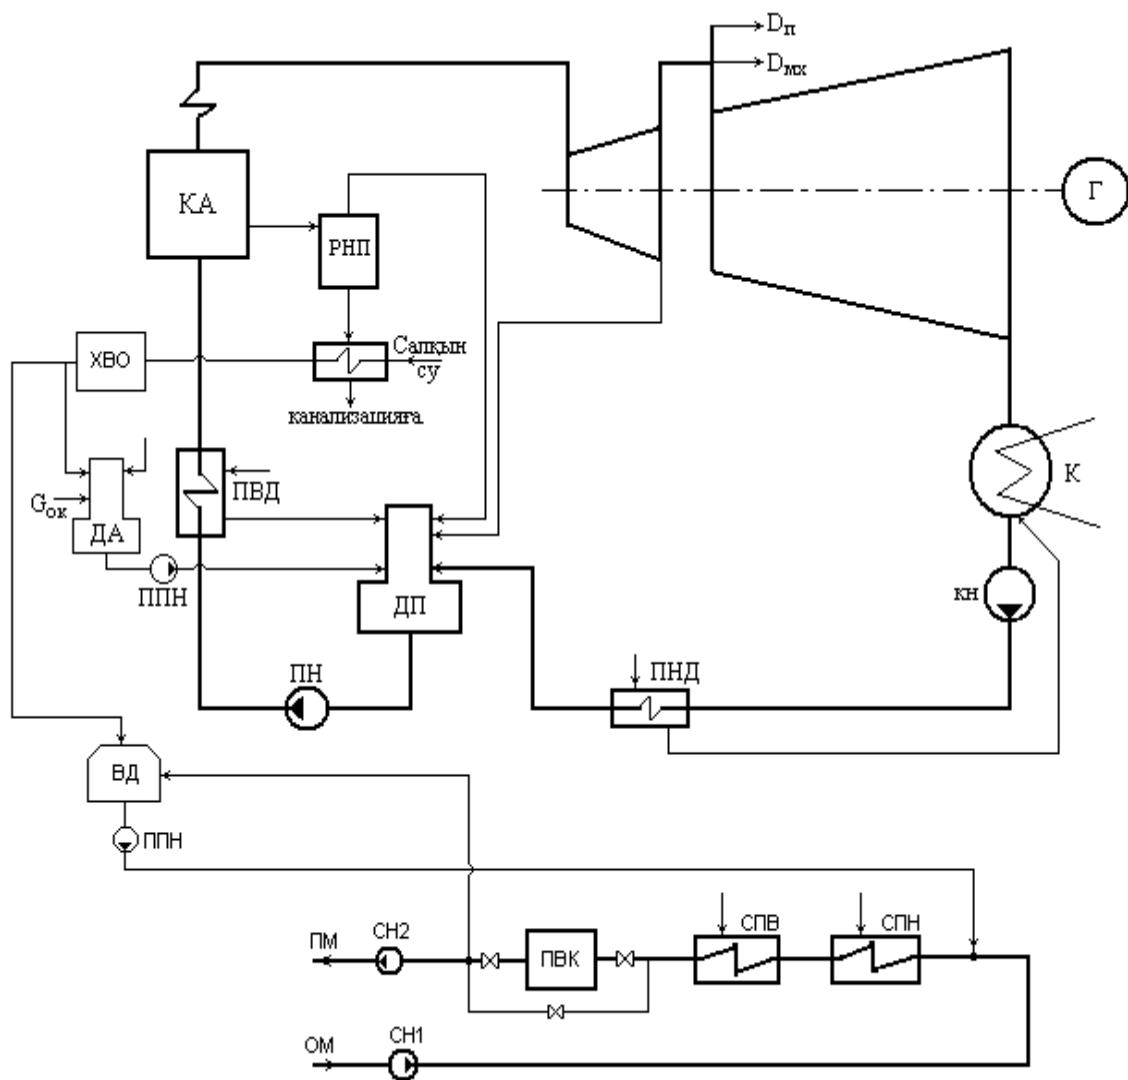 Dп
Dмх
КА
Г
РНП
Салқын
су
ХВО
канализацияға
К
ПВД
Gок
ДА
ППН
ДП
кн
ПН
ПНД
ВД
ППН
СПВ
СПН
СН2
ПМ
ПВК
СН1
ОМ